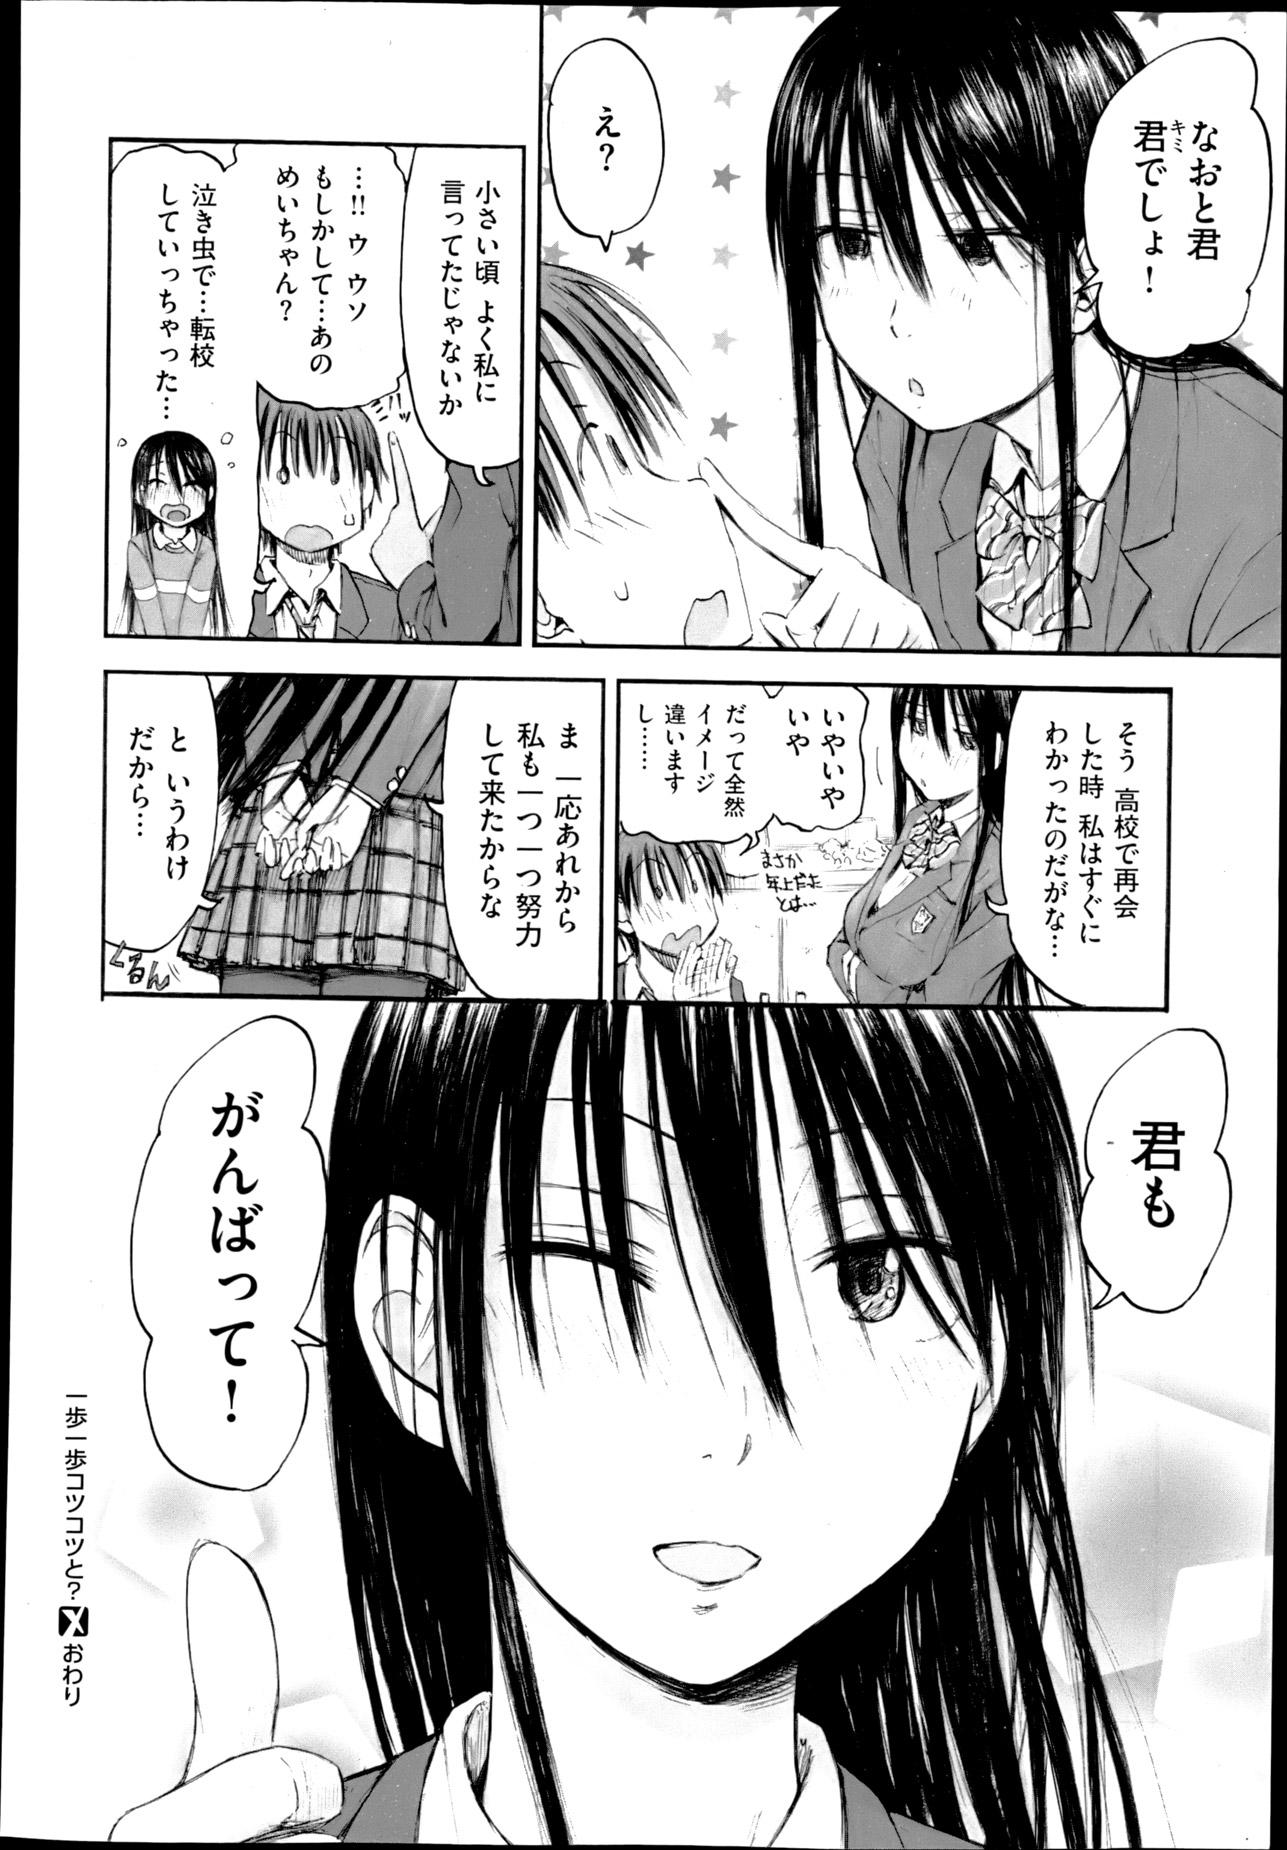 なおと君
君でしょ！
キミ
え？
小さい頃 よく私に
言ってたじゃないか
…!! ウ ウソ
もしかして…あの
めいちゃん？
泣き虫で…転校
していっちゃった…
そう 高校で再会
した時 私はすぐに
わかったのだがな…
いやいや
いや
だって全然
イメージ
違います
し……
まさか
年上だった
とは…
ま 一応あれから
私も一つ一つ努力
して来たからな
と いうわけ
だから…
くるん
君も
がんばって！
一歩一歩コツコツと？ X おわり